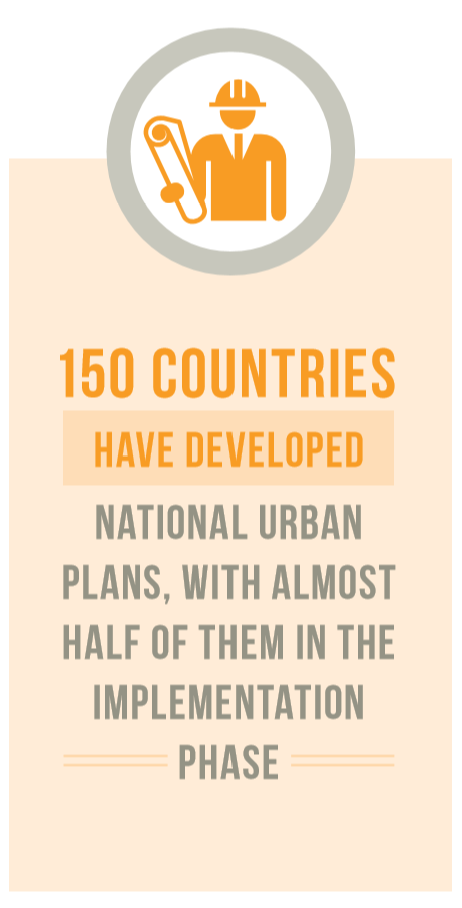 150 COUNTRIES
HAVE DEVELOPED
NATIONAL URBAN
PLANS, WITH ALMOST
HALF OF THEM IN THE
IMPLEMENTATION
PHASE